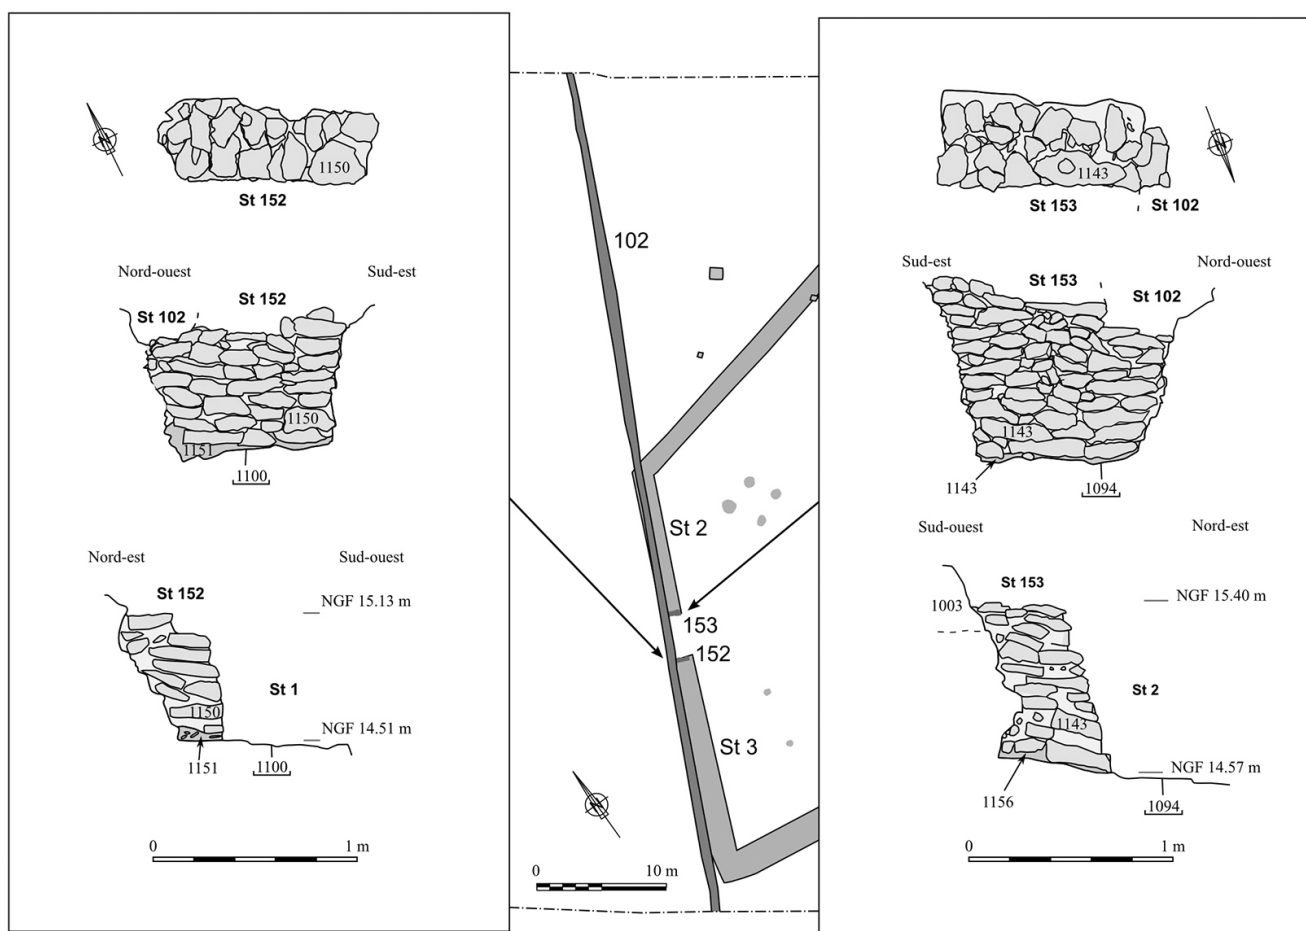 1150
St 152
Nord-ouest
Sud-est
St 152
St 102
1150
1151
1100
Nord-est
Sud-ouest
St 152
NGF 15.13 m
St 1
1150
NGF 14.51 m
1151
1100
0 1 m
102
St 2
153
152
St 3
0 10 m
1143
St 153 St 102
Sud-est
Nord-ouest
St 153
St 102
1143
1143
1094
Sud-ouest
Nord-est
St 153
1003
NGF 15.40 m
St 2
1143
NGF 14.57 m
1156
1094
0 1 m